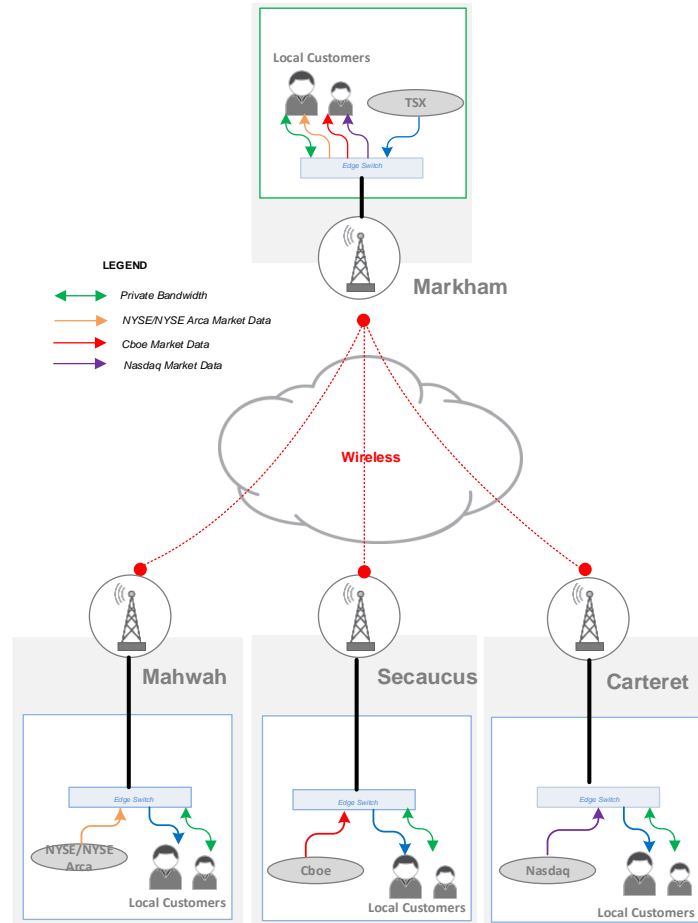 Local Customers
TSX
Edge Switch
Markham
LEGEND
Private Bandwidth
NYSE/NYSE Arca Market Data
Cboe Market Data
Nasdaq Market Data
Wireless
Mahwah
Secaucus
Carteret
Edge Switch
Edge Switch
Edge Switch
NYSE/NYSE
Arca
Local Customers
Cboe
Local Customers
Nasdaq
Local Customers